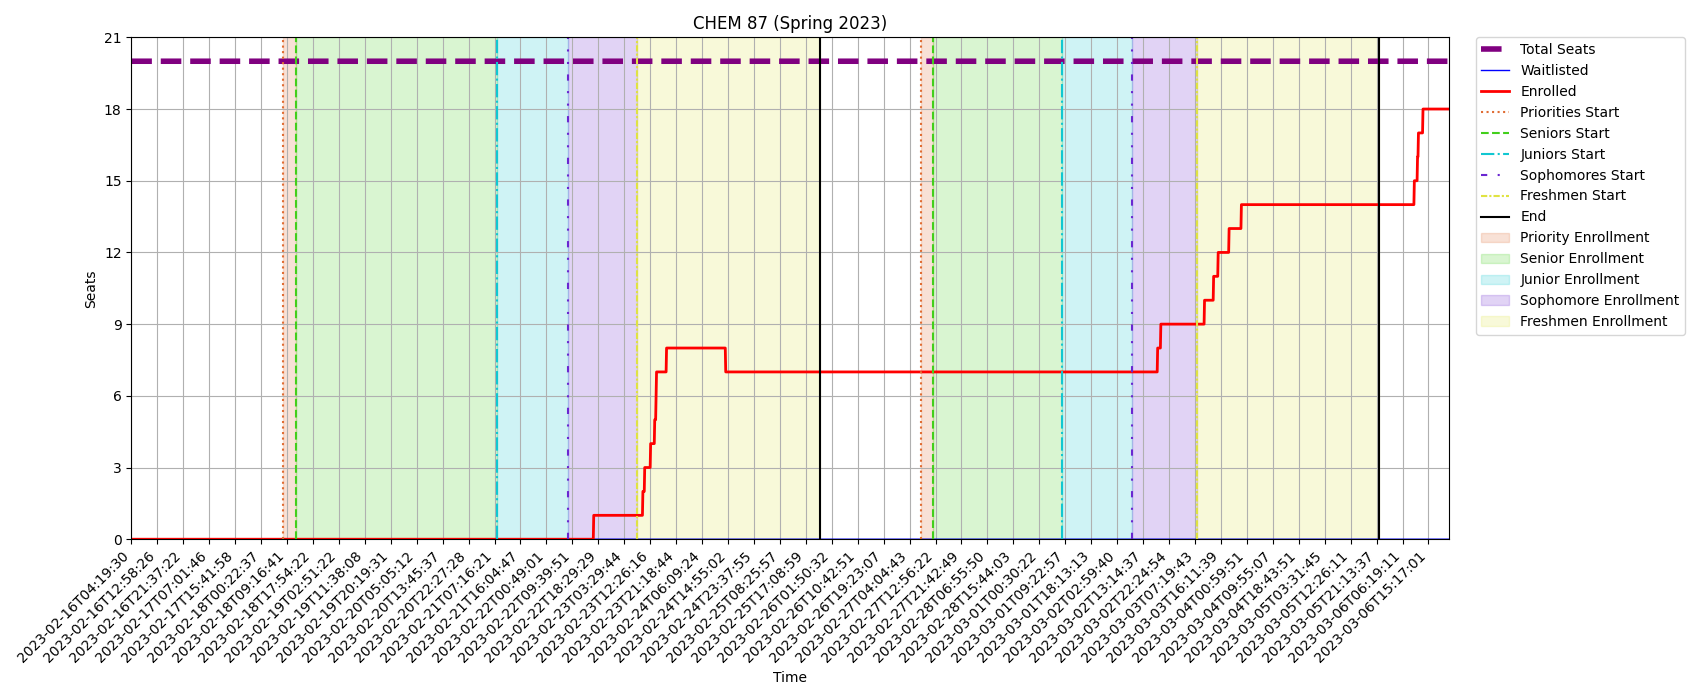 CHEM 87 (Spring 2023)
21
18
15
12
9
6
3
0
Seats
2023-02-16T04:19:30
2023-02-16T12:58:26
2023-02-16T21:37:22
2023-02-17T07:01:46
2023-02-17T15:41:58
2023-02-18T00:22:37
2023-02-18T09:16:41
2023-02-18T17:54:22
2023-02-19T02:51:22
2023-02-19T11:38:08
2023-02-19T20:19:31
2023-02-20T05:05:12
2023-02-20T13:45:37
2023-02-20T22:27:28
2023-02-21T07:16:21
2023-02-21T16:04:47
2023-02-22T00:49:01
2023-02-22T09:39:51
2023-02-22T18:29:29
2023-02-23T03:29:44
2023-02-23T12:26:16
2023-02-23T21:18:44
2023-02-24T06:09:24
2023-02-24T14:55:02
2023-02-24T23:37:55
2023-02-25T08:25:57
2023-02-25T17:08:59
2023-02-26T01:50:32
2023-02-26T10:42:51
2023-02-26T19:23:07
2023-02-27T04:04:43
2023-02-27T12:56:22
2023-02-27T21:42:49
2023-02-28T06:55:50
2023-02-28T15:44:03
2023-03-01T00:30:22
2023-03-01T09:22:57
2023-03-01T18:13:13
2023-03-02T02:59:40
2023-03-02T13:14:37
2023-03-02T22:24:54
2023-03-03T07:19:43
2023-03-03T16:11:39
2023-03-04T00:59:51
2023-03-04T09:55:07
2023-03-04T18:43:51
2023-03-05T03:31:45
2023-03-05T12:26:11
2023-03-05T21:13:37
2023-03-06T06:19:11
2023-03-06T15:17:01
Time
Total Seats
Waitlisted
Enrolled
Priorities Start
Seniors Start
Juniors Start
Sophomores Start
Freshmen Start
End
Priority Enrollment
Senior Enrollment
Junior Enrollment
Sophomore Enrollment
Freshmen Enrollment